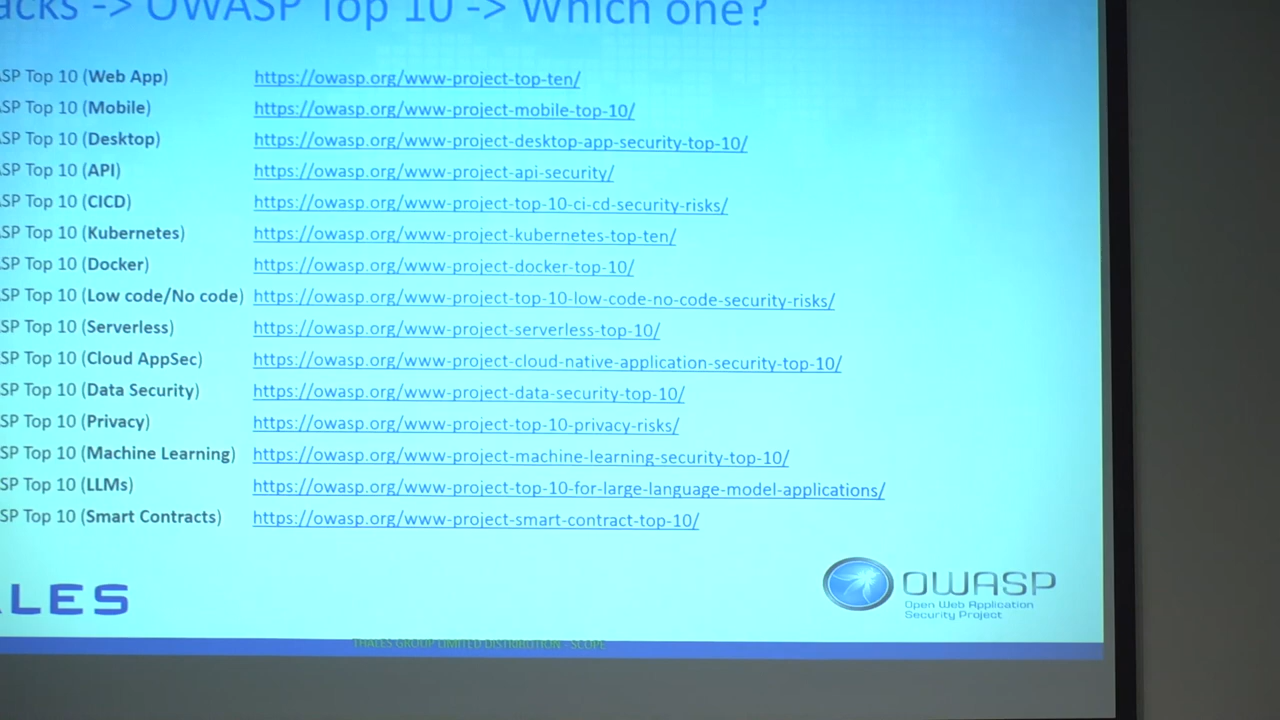 acks -> OWASP Top 10 -> Which one?
SP Top 10 (Web App) https://owasp.org/www-project-top-ten/
SP Top 10 (Mobile) https://owasp.org/www-project-mobile-top-10/
SP Top 10 (Desktop) https://owasp.org/www-project-desktop-app-security-top-10/
SP Top 10 (API) https://owasp.org/www-project-api-security/
SP Top 10 (CICD) https://owasp.org/www-project-top-10-ci-cd-security-risks/
SP Top 10 (Kubernetes) https://owasp.org/www-project-kubernetes-top-ten/
SP Top 10 (Docker) https://owasp.org/www-project-docker-top-10/
SP Top 10 (Low code/No code) https://owasp.org/www-project-top-10-low-code-no-code-security-risks/
SP Top 10 (Serverless) https://owasp.org/www-project-serverless-top-10/
SP Top 10 (Cloud AppSec) https://owasp.org/www-project-cloud-native-application-security-top-10/
SP Top 10 (Data Security) https://owasp.org/www-project-data-security-top-10/
SP Top 10 (Privacy) https://owasp.org/www-project-top-10-privacy-risks/
SP Top 10 (Machine Learning) https://owasp.org/www-project-machine-learning-security-top-10/
SP Top 10 (LLMs) https://owasp.org/www-project-top-10-for-large-language-model-applications/
SP Top 10 (Smart Contracts) https://owasp.org/www-project-smart-contract-top-10/
LES
OWASP
Open Web Application
Security Project
THALES GROUP LIMITED DISTRIBUTION - SCOPE